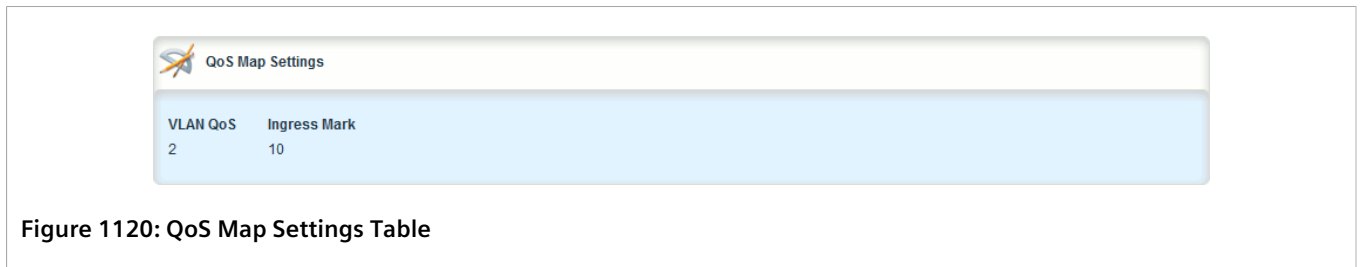 QoS Map Settings
VLAN QoS Ingress Mark
2 10
Figure 1120: QoS Map Settings Table